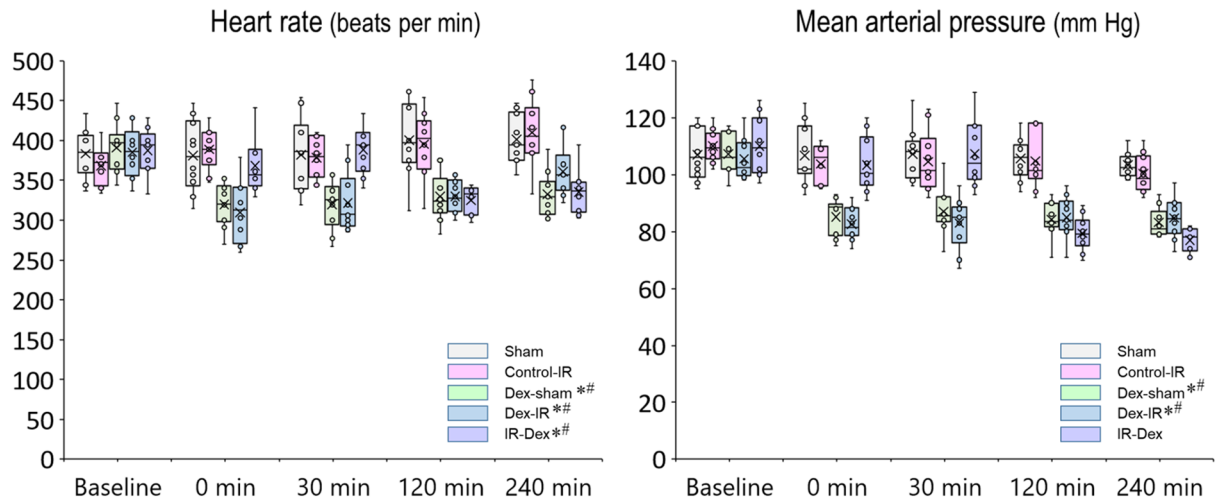 Heart rate (beats per min)
500
450
400
350
300
250
200
150
100
50
0
Baseline 0 min 30 min 120 min 240 min
Sham
Control-IR
Dex-sham*#
Dex-IR*#
IR-Dex*#
Mean arterial pressure (mm Hg)
140
120
100
80
60
40
20
0
Baseline 0 min 30 min 120 min 240 min
Sham
Control-IR
Dex-sham*#
Dex-IR*#
IR-Dex